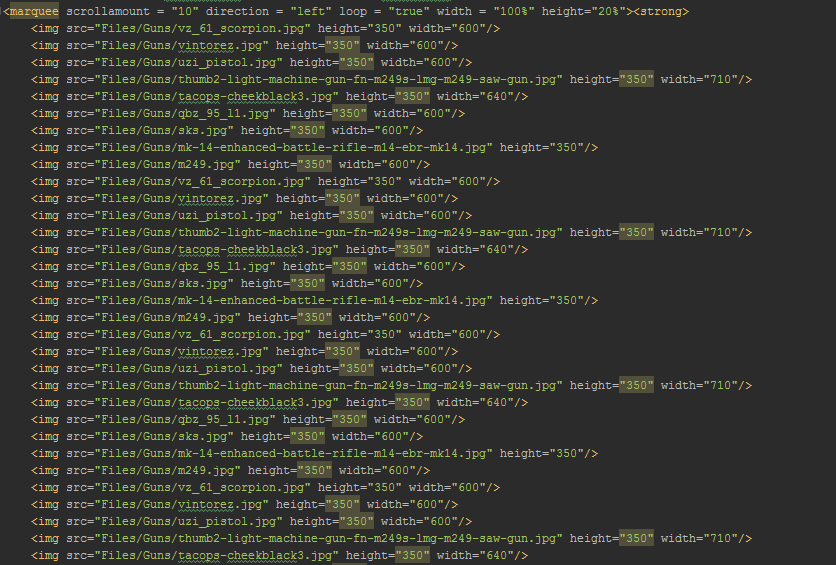 <marquee scrollamount = "10" direction = "left" loop = "true" width = "100%" height="20%"><strong>
<img src="Files/Guns/vz_61_scorpion.jpg" height="350" width="600"/>
<img src="Files/Guns/vintorez.jpg" height="350" width="600"/>
<img src="Files/Guns/uzi_pistol.jpg" height="350" width="600"/>
<img src="Files/Guns/thumb2-light-machine-gun-fn-m249s-lmg-m249-saw-gun.jpg" height="350" width="710"/>
<img src="Files/Guns/tacops-cheekblack3.jpg" height="350" width="640"/>
<img src="Files/Guns/qbz_95_l1.jpg" height="350" width="600"/>
<img src="Files/Guns/sks.jpg" height="350" width="600"/>
<img src="Files/Guns/mk-14-enhanced-battle-rifle-m14-ebr-mk14.jpg" height="350"/>
<img src="Files/Guns/m249.jpg" height="350" width="600"/>
<img src="Files/Guns/vz_61_scorpion.jpg" height="350" width="600"/>
<img src="Files/Guns/vintorez.jpg" height="350" width="600"/>
<img src="Files/Guns/uzi_pistol.jpg" height="350" width="600"/>
<img src="Files/Guns/thumb2-light-machine-gun-fn-m249s-lmg-m249-saw-gun.jpg" height="350" width="710"/>
<img src="Files/Guns/tacops-cheekblack3.jpg" height="350" width="640"/>
<img src="Files/Guns/qbz_95_l1.jpg" height="350" width="600"/>
<img src="Files/Guns/sks.jpg" height="350" width="600"/>
<img src="Files/Guns/mk-14-enhanced-battle-rifle-m14-ebr-mk14.jpg" height="350"/>
<img src="Files/Guns/m249.jpg" height="350" width="600"/>
<img src="Files/Guns/vz_61_scorpion.jpg" height="350" width="600"/>
<img src="Files/Guns/vintorez.jpg" height="350" width="600"/>
<img src="Files/Guns/uzi_pistol.jpg" height="350" width="600"/>
<img src="Files/Guns/thumb2-light-machine-gun-fn-m249s-lmg-m249-saw-gun.jpg" height="350" width="710"/>
<img src="Files/Guns/tacops-cheekblack3.jpg" height="350" width="640"/>
<img src="Files/Guns/qbz_95_l1.jpg" height="350" width="600"/>
<img src="Files/Guns/sks.jpg" height="350" width="600"/>
<img src="Files/Guns/mk-14-enhanced-battle-rifle-m14-ebr-mk14.jpg" height="350"/>
<img src="Files/Guns/m249.jpg" height="350" width="600"/>
<img src="Files/Guns/vz_61_scorpion.jpg" height="350" width="600"/>
<img src="Files/Guns/vintorez.jpg" height="350" width="600"/>
<img src="Files/Guns/uzi_pistol.jpg" height="350" width="600"/>
<img src="Files/Guns/thumb2-light-machine-gun-fn-m249s-lmg-m249-saw-gun.jpg" height="350" width="710"/>
<img src="Files/Guns/tacops-cheekblack3.jpg" height="350" width="640"/>